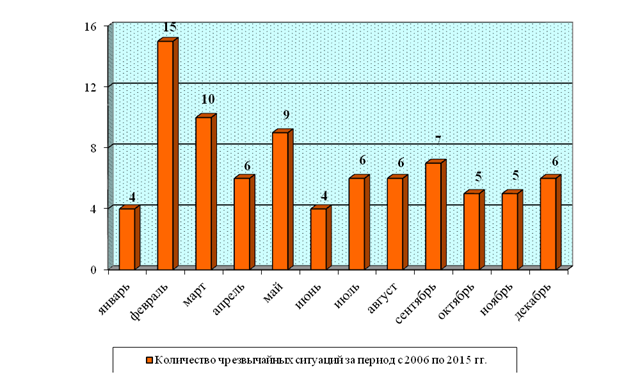 16
12
8
4
0
4
15
10
6
9
4
6
6
7
5
5
6
январь
февраль
март
апрель
май
июнь
июль
август
сентябрь
октябрь
ноябрь
декабрь
Количество чрезвычайных ситуаций за период с 2006 по 2015 гг.